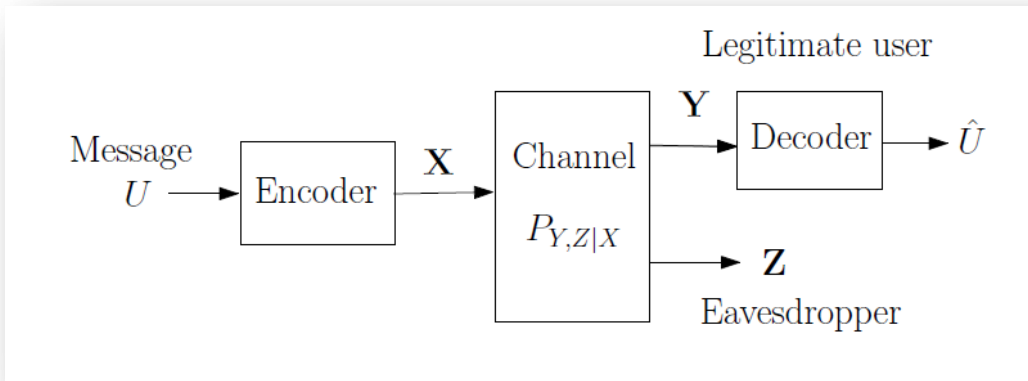 Legitimate user
Message
U
Encoder
X
Channel
P_{Y,Z|X}
Y
Decoder
Û
Z
Eavesdropper